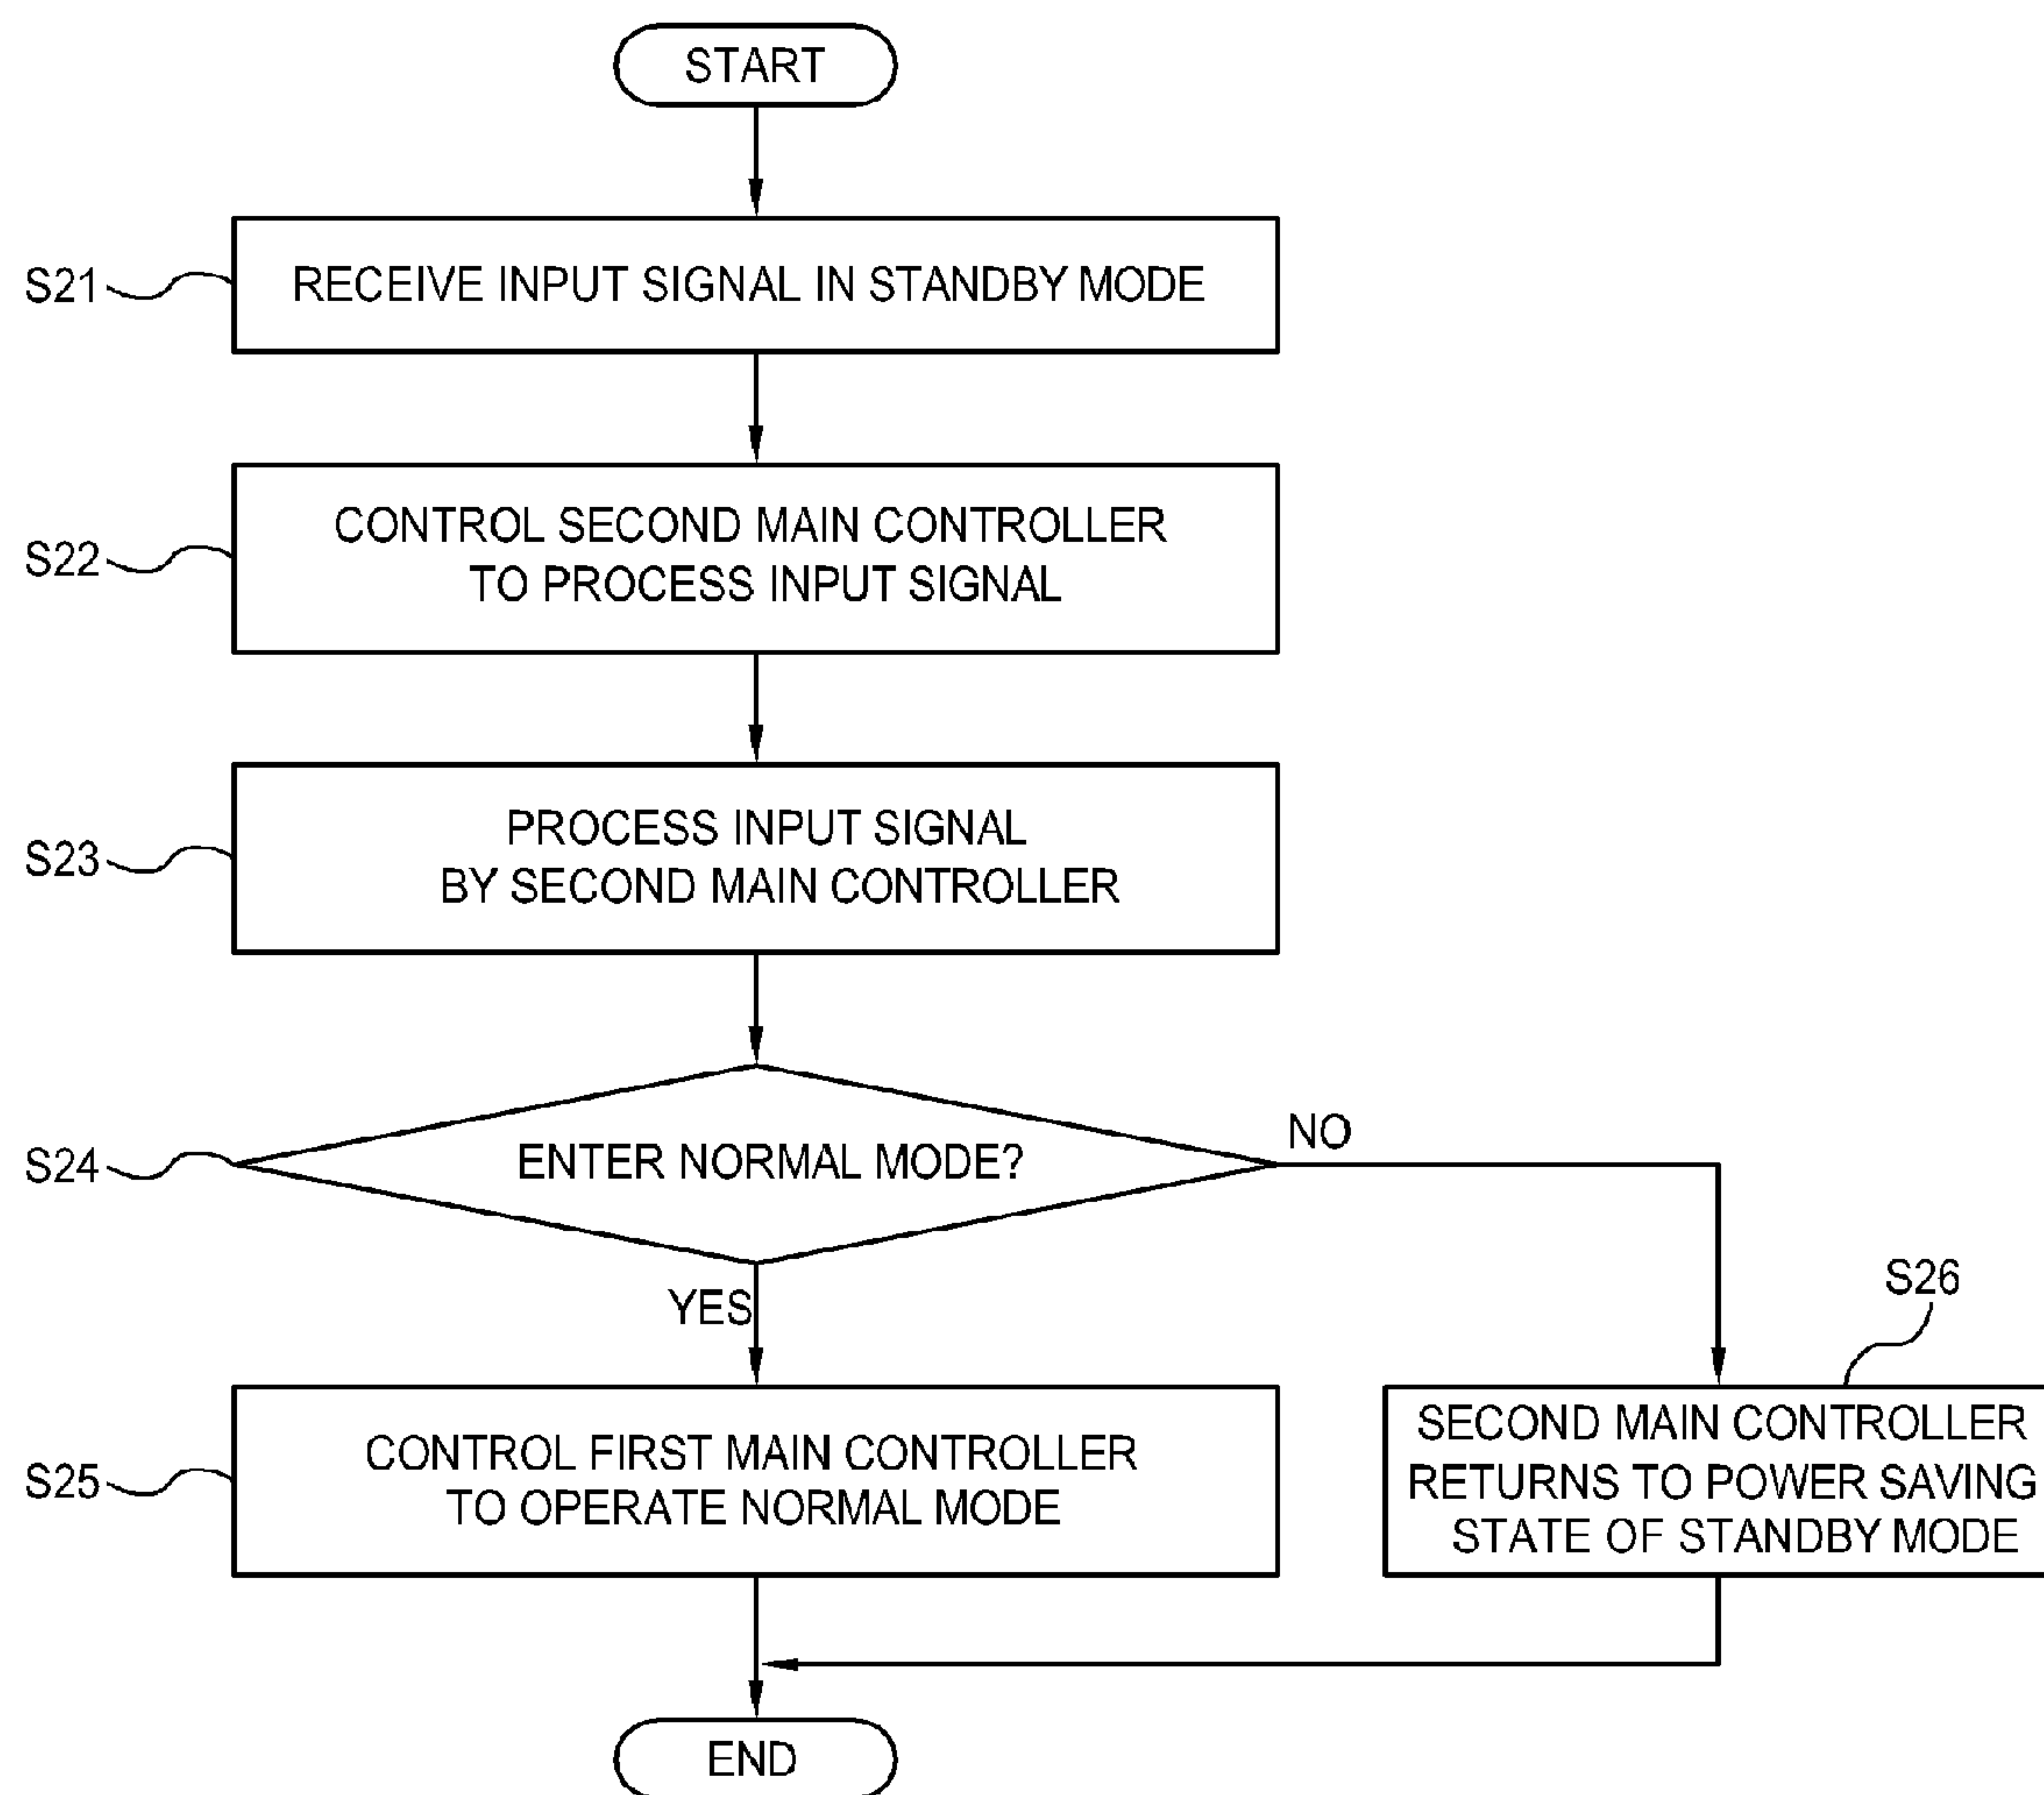 START
S21
RECEIVE INPUT SIGNAL IN STANDBY MODE
S22
CONTROL SECOND MAIN CONTROLLER
TO PROCESS INPUT SIGNAL
S23
PROCESS INPUT SIGNAL
BY SECOND MAIN CONTROLLER
S24
ENTER NORMAL MODE?
NO
YES
S25
CONTROL FIRST MAIN CONTROLLER
TO OPERATE NORMAL MODE
S26
SECOND MAIN CONTROLLER
RETURNS TO POWER SAVING
STATE OF STANDBY MODE
END